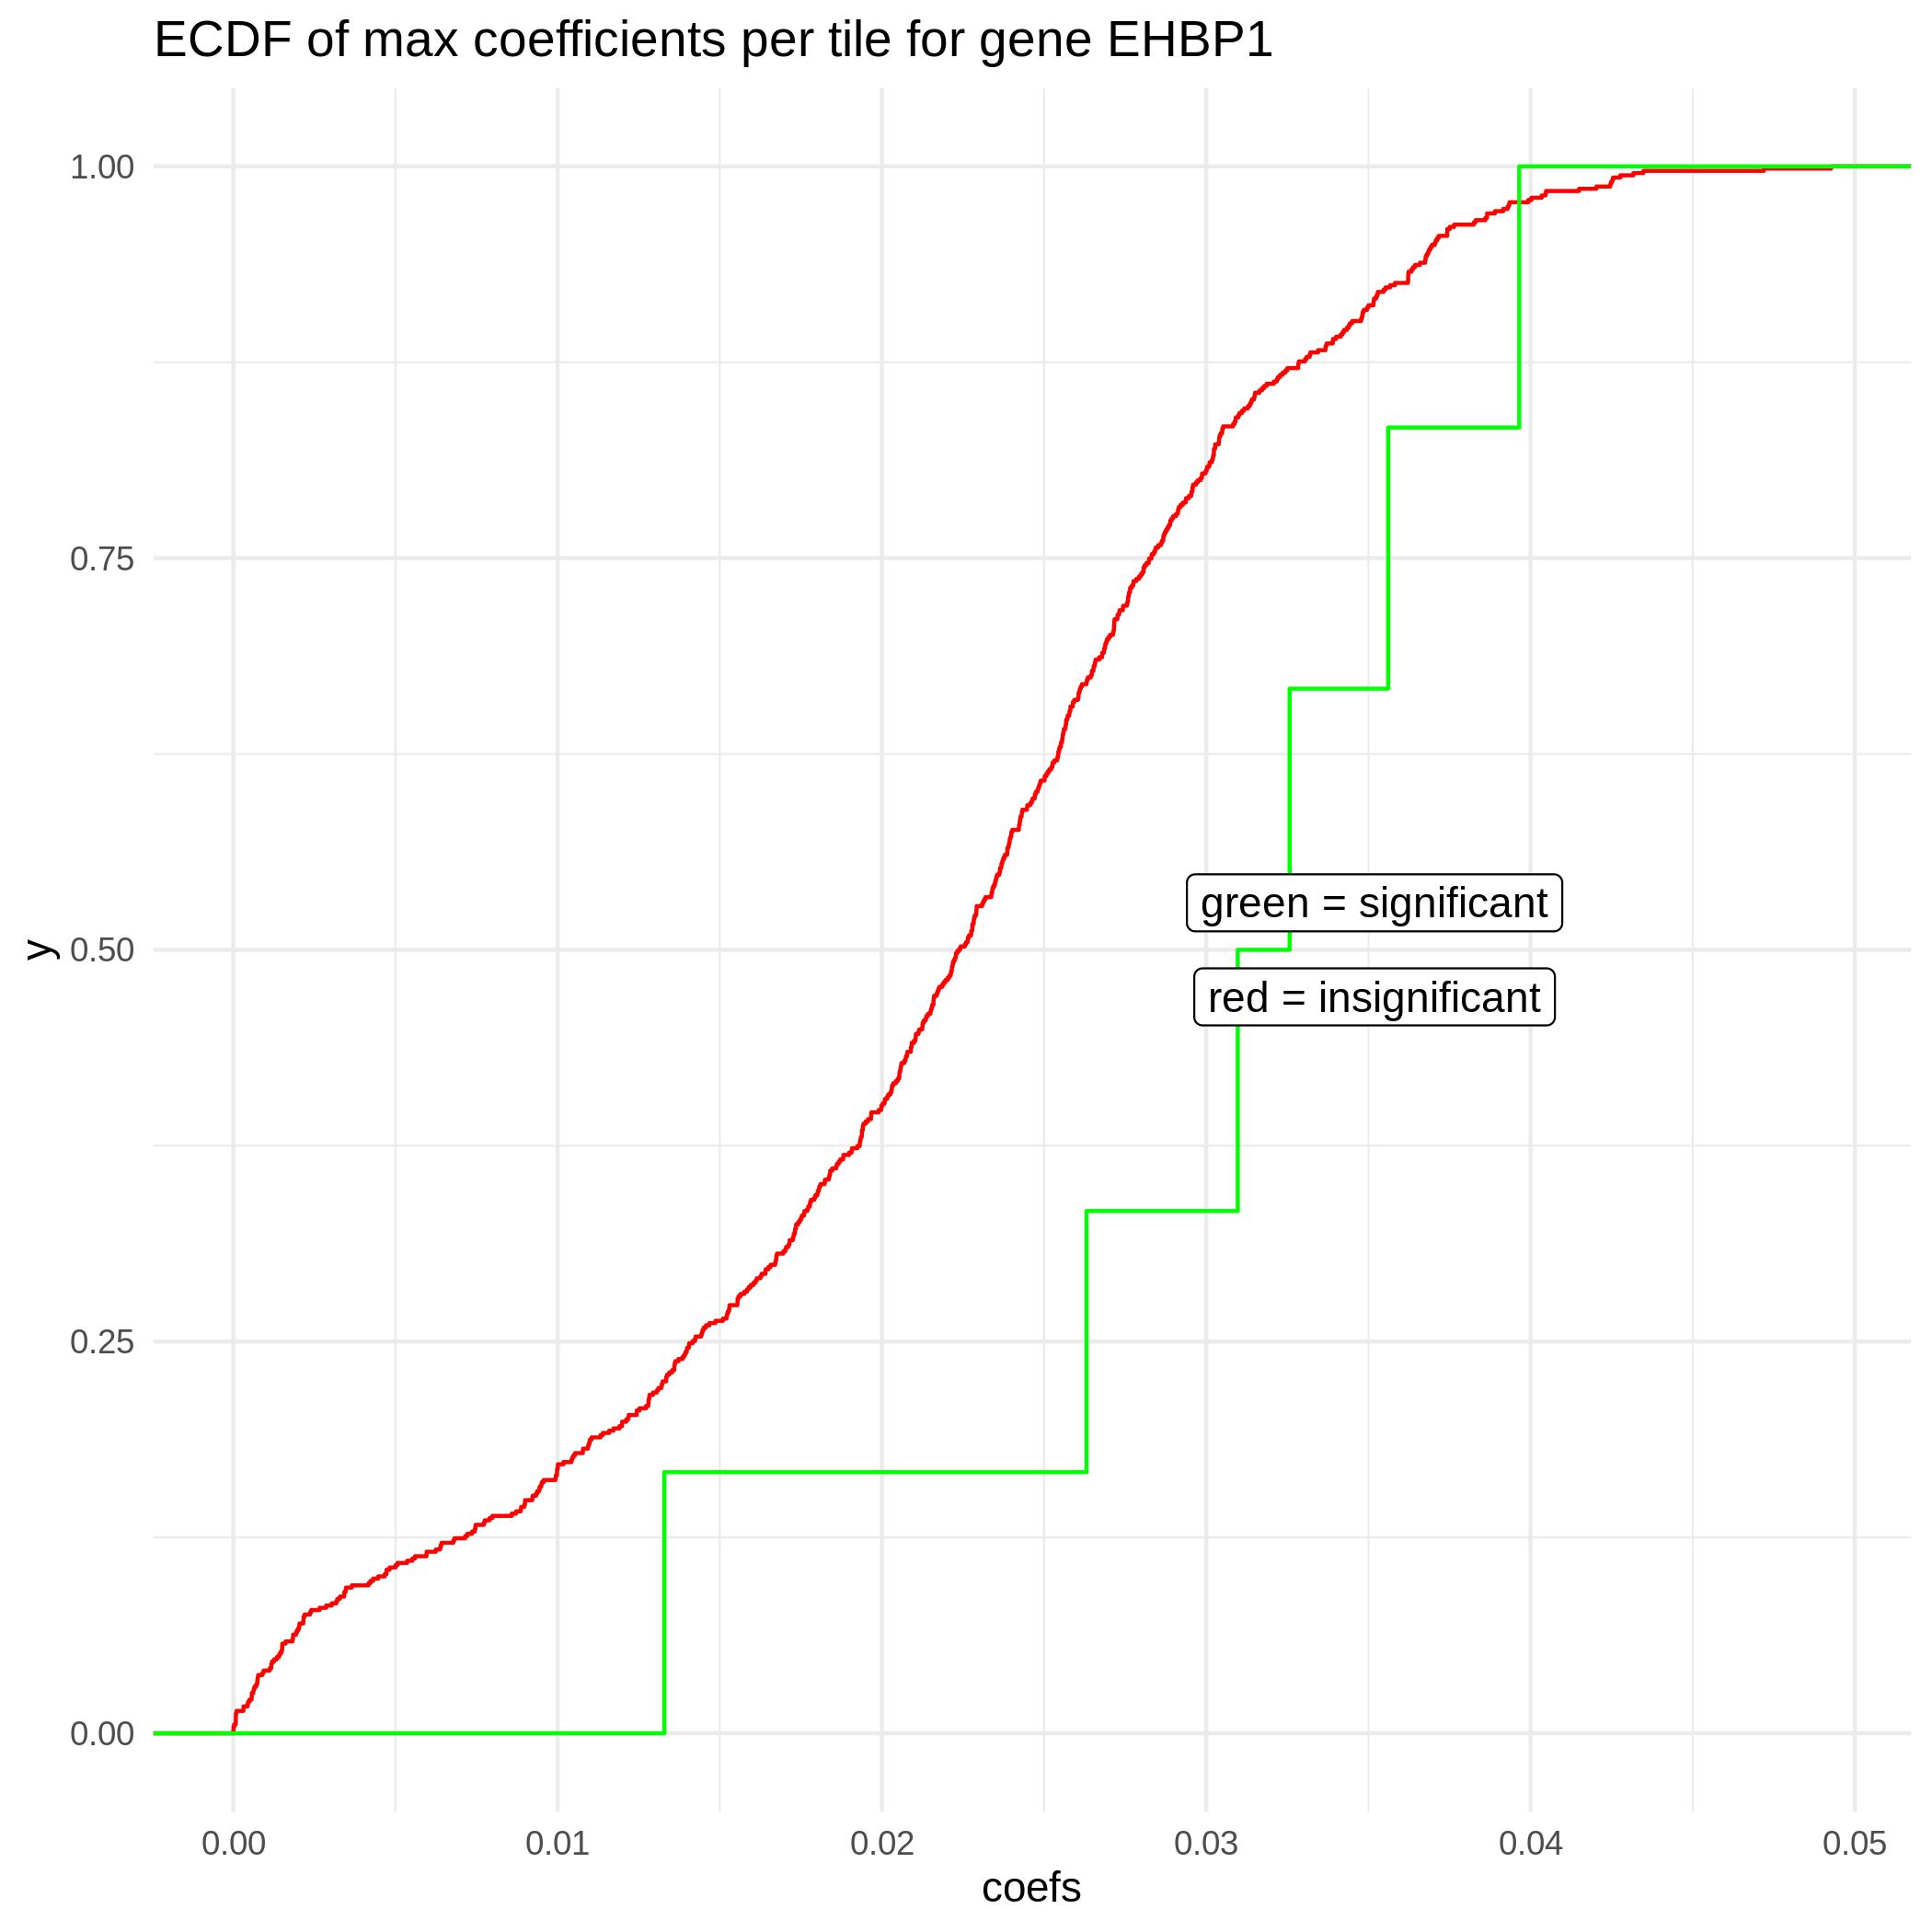 ECDF of max coefficients per tile for gene EHBP1
1.00
0.75
0.50
0.25
0.00
y
green = significant
red = insignificant
0.00 0.01 0.02 0.03 0.04 0.05
coefs